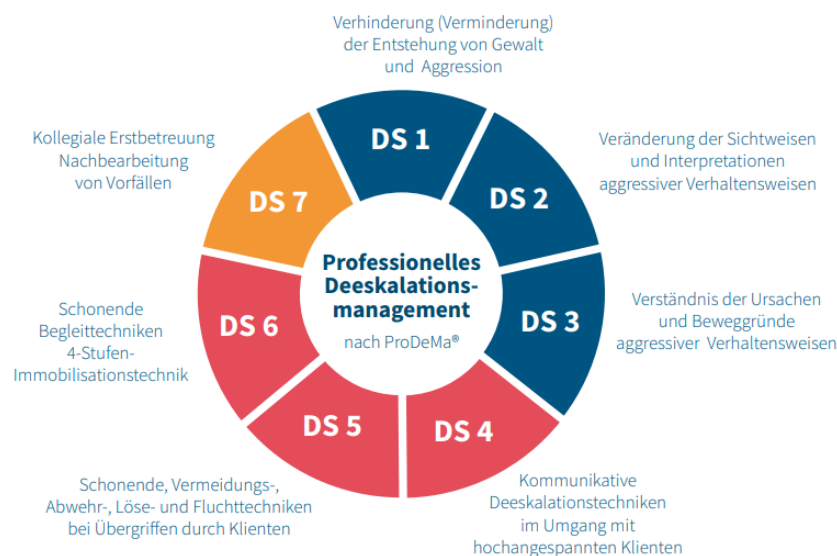 Verhinderung (Verminderung)
der Entstehung von Gewalt
und Aggression
DS 1
Veränderung der Sichtweisen
und Interpretationen
aggressiver Verhaltensweisen
DS 2
Verständnis der Ursachen
und Beweggründe
aggressiver Verhaltensweisen
DS 3
Kommunikative
Deeskalationstechniken
im Umgang mit
hochangespannten Klienten
DS 4
Schonende, Vermeidungs-,
Abwehr-, Löse- und Fluchttechniken
bei Übergriffen durch Klienten
DS 5
Schonende
Begleittechniken
4-Stufen-
Immobilisationstechnik
DS 6
Kollegiale Erstbetreuung
Nachbearbeitung
von Vorfällen
DS 7
Professionelles
Deeskalations-
management
nach ProDeMa®